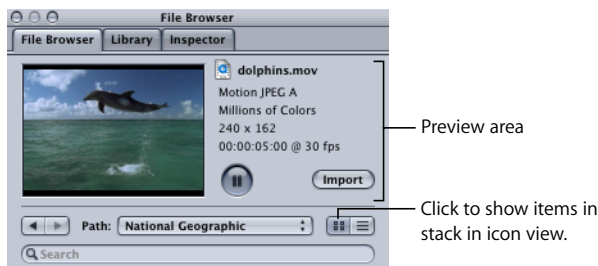 File Browser
File Browser Library Inspector
dolphins.mov
Motion JPEG A
Millions of Colors
240 x 162
00:00:05:00 @ 30 fps
Import
Preview area
Path: National Geographic
Click to show items in
stack in icon view.
Search